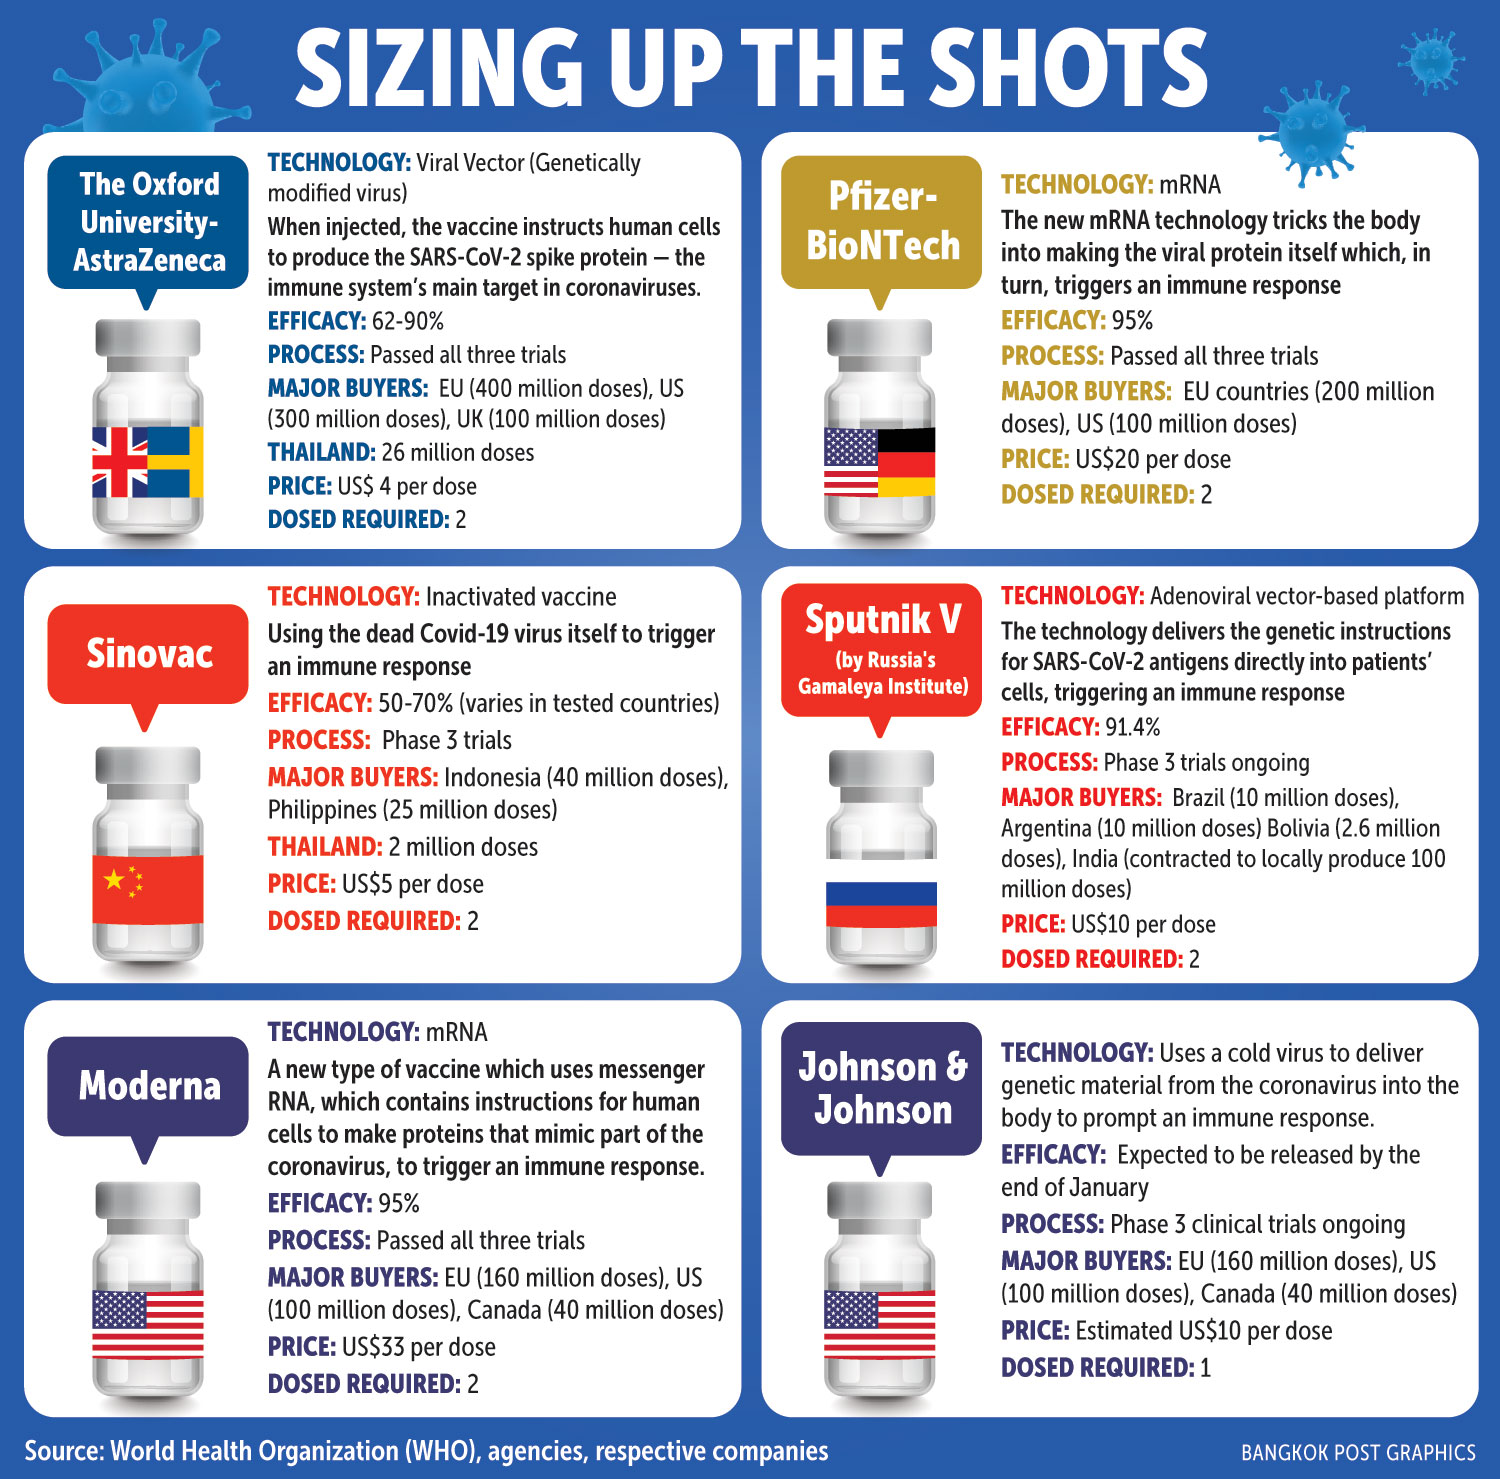 SIZING UP THE SHOTS
The Oxford
University-
AstraZeneca
TECHNOLOGY: Viral Vector (Genetically
modified virus)
When injected, the vaccine instructs human cells
to produce the SARS-CoV-2 spike protein — the
immune system's main target in coronaviruses.
EFFICACY: 62-90%
PROCESS: Passed all three trials
MAJOR BUYERS: EU (400 million doses), US
(300 million doses), UK (100 million doses)
THAILAND: 26 million doses
PRICE: US$ 4 per dose
DOSED REQUIRED: 2
Pfizer-
BioNTech
TECHNOLOGY: mRNA
The new mRNA technology tricks the body
into making the viral protein itself which, in
turn, triggers an immune response
EFFICACY: 95%
PROCESS: Passed all three trials
MAJOR BUYERS: EU countries (200 million
doses), US (100 million doses)
PRICE: US$20 per dose
DOSED REQUIRED: 2
Sinovac
TECHNOLOGY: Inactivated vaccine
Using the dead Covid-19 virus itself to trigger
an immune response
EFFICACY: 50-70% (varies in tested countries)
PROCESS: Phase 3 trials
MAJOR BUYERS: Indonesia (40 million doses),
Philippines (25 million doses)
THAILAND: 2 million doses
PRICE: US$5 per dose
DOSED REQUIRED: 2
Sputnik V
(by Russia's
Gamaleya Institute)
TECHNOLOGY: Adenoviral vector-based platform
The technology delivers the genetic instructions
for SARS-CoV-2 antigens directly into patients'
cells, triggering an immune response
EFFICACY: 91.4%
PROCESS: Phase 3 trials ongoing
MAJOR BUYERS: Brazil (10 million doses),
Argentina (10 million doses) Bolivia (2.6 million
doses), India (contracted to locally produce 100
million doses)
PRICE: US$10 per dose
DOSED REQUIRED: 2
Moderna
TECHNOLOGY: mRNA
A new type of vaccine which uses messenger
RNA, which contains instructions for human
cells to make proteins that mimic part of the
coronavirus, to trigger an immune response.
EFFICACY: 95%
PROCESS: Passed all three trials
MAJOR BUYERS: EU (160 million doses), US
(100 million doses), Canada (40 million doses)
PRICE: US$33 per dose
DOSED REQUIRED: 2
Johnson &
Johnson
TECHNOLOGY: Uses a cold virus to deliver
genetic material from the coronavirus into the
body to prompt an immune response.
EFFICACY: Expected to be released by the
end of January
PROCESS: Phase 3 clinical trials ongoing
MAJOR BUYERS: EU (160 million doses), US
(100 million doses), Canada (40 million doses)
PRICE: Estimated US$10 per dose
DOSED REQUIRED: 1
Source: World Health Organization (WHO), agencies, respective companies
BANGKOK POST GRAPHICS